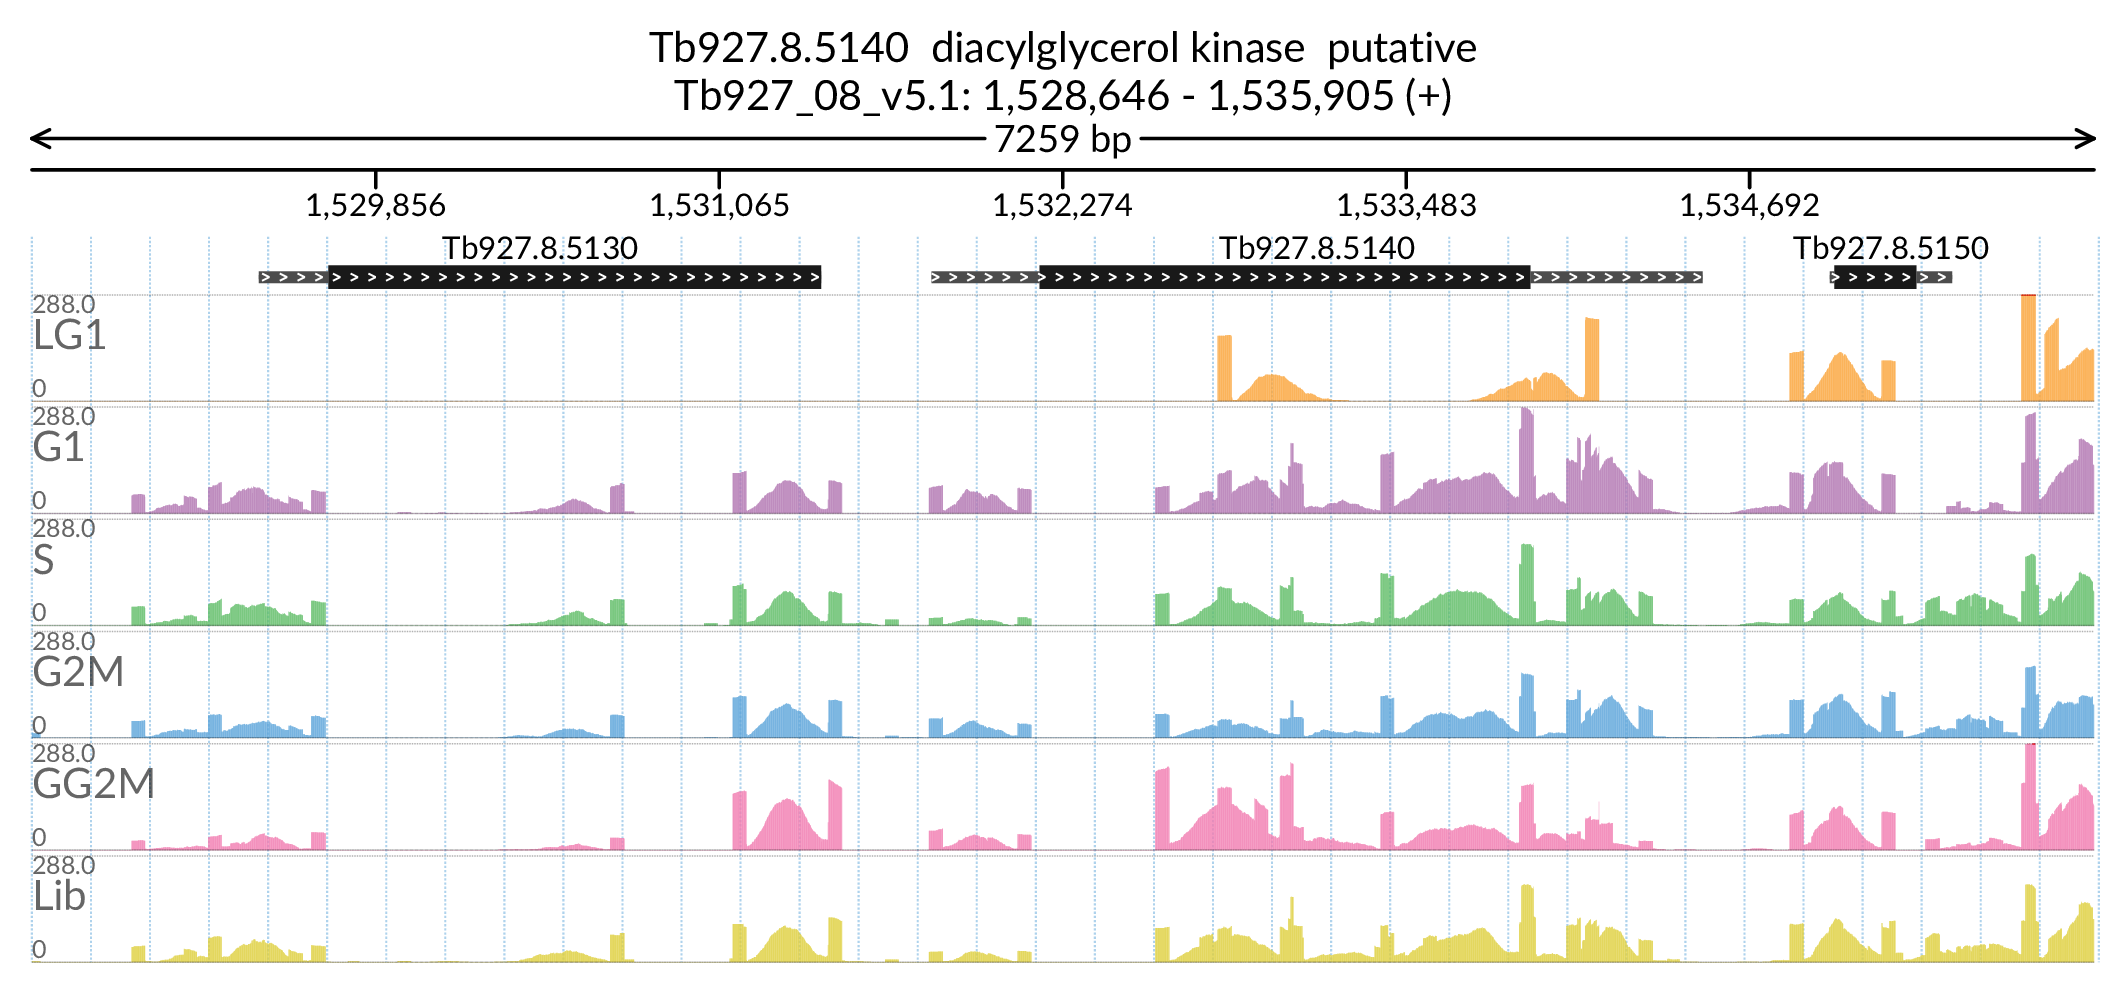 Tb927.8.5140 diacylglycerol kinase putative
Tb927_08_v5.1: 1,528,646 - 1,535,905 (+)
7259 bp
1,529,856 1,531,065 1,532,274 1,533,483 1,534,692
Tb927.8.5130 Tb927.8.5140 Tb927.8.5150
288.0
LG1
0
288.0
G1
0
288.0
S
0
288.0
G2M
0
288.0
GG2M
0
288.0
Lib
0